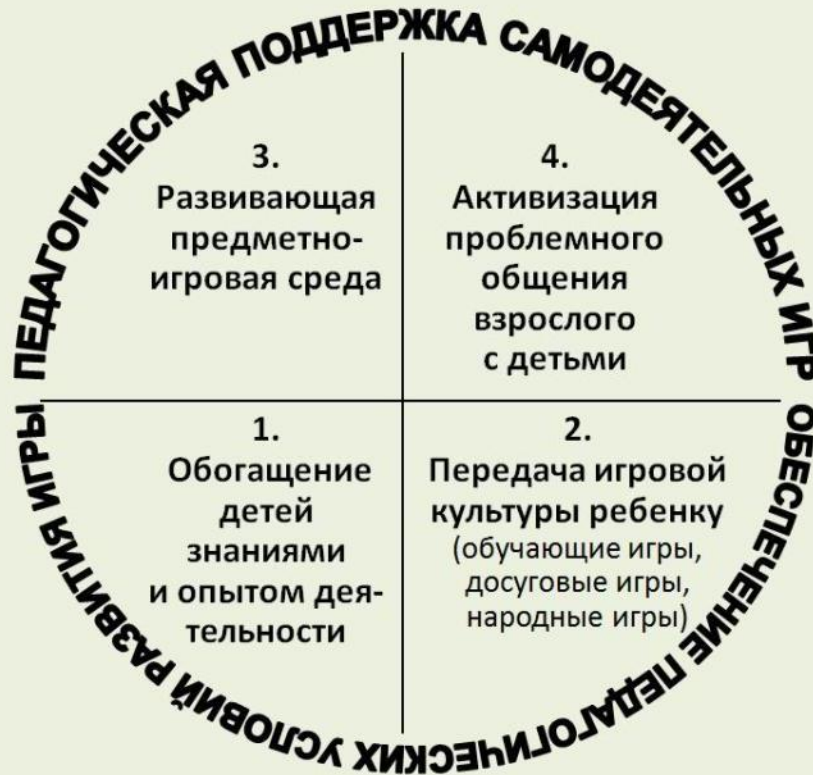 ПЕДАГОГИЧЕСКАЯ ПОДДЕРЖКА САМОДЕЯТЕЛЬНЫХ ИГР
3.
Развивающая
предметно-
игровая среда
4.
Активизация
проблемного
общения
взрослого
с детьми
1.
Обогащение
детей
знаниями
и опытом дея-
тельности
2.
Передача игровой
культуры ребенку
(обучающие игры,
досуговые игры,
народные игры)
ОБЕСПЕЧЕНИЕ ПЕДАГОГИЧЕСКИХ УСЛОВИЙ РАЗВИТИЯ ИГРЫ